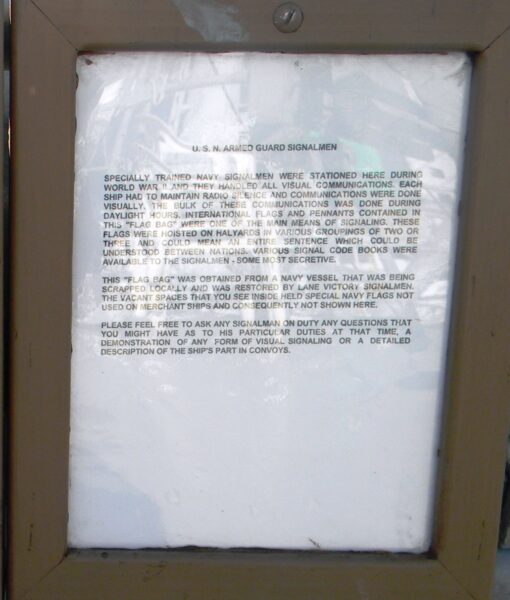 U. S. N. ARMED GUARD SIGNALMEN
SPECIALLY TRAINED NAVY SIGNALMEN WERE STATIONED HERE DURING
WORLD WAR II AND THEY HANDLED ALL VISUAL COMMUNICATIONS. EACH
SHIP HAD TO MAINTAIN RADIO SILENCE AND COMMUNICATIONS WERE DONE
VISUALLY. THE BULK OF THESE COMMUNICATIONS WAS DONE DURING
DAYLIGHT HOURS. INTERNATIONAL FLAGS AND PENNANTS CONTAINED IN
THIS "FLAG BAG" WERE ONE OF THE MAIN MEANS OF SIGNALING. THESE
FLAGS WERE HOISTED ON HALYARDS IN VARIOUS GROUPINGS OF TWO OR
THREE AND COULD MEAN AN ENTIRE SENTENCE WHICH COULD BE
UNDERSTOOD BETWEEN NATIONS. VARIOUS SIGNAL CODE BOOKS WERE
AVAILABLE TO THE SIGNALMEN - SOME MOST SECRETIVE.
THIS "FLAG BAG" WAS OBTAINED FROM A NAVY VESSEL THAT WAS BEING
SCRAPPED LOCALLY AND WAS RESTORED BY LANE VICTORY SIGNALMEN.
THE VACANT SPACES THAT YOU SEE INSIDE HELD SPECIAL NAVY FLAGS NOT
USED ON MERCHANT SHIPS AND CONSEQUENTLY NOT SHOWN HERE.
PLEASE FEEL FREE TO ASK ANY SIGNALMAN ON DUTY ANY QUESTIONS THAT
YOU MIGHT HAVE AS TO HIS PARTICULAR DUTIES AT THAT TIME, A
DEMONSTRATION OF ANY FORM OF VISUAL SIGNALING OR A DETAILED
DESCRIPTION OF THE SHIP'S PART IN CONVOYS.